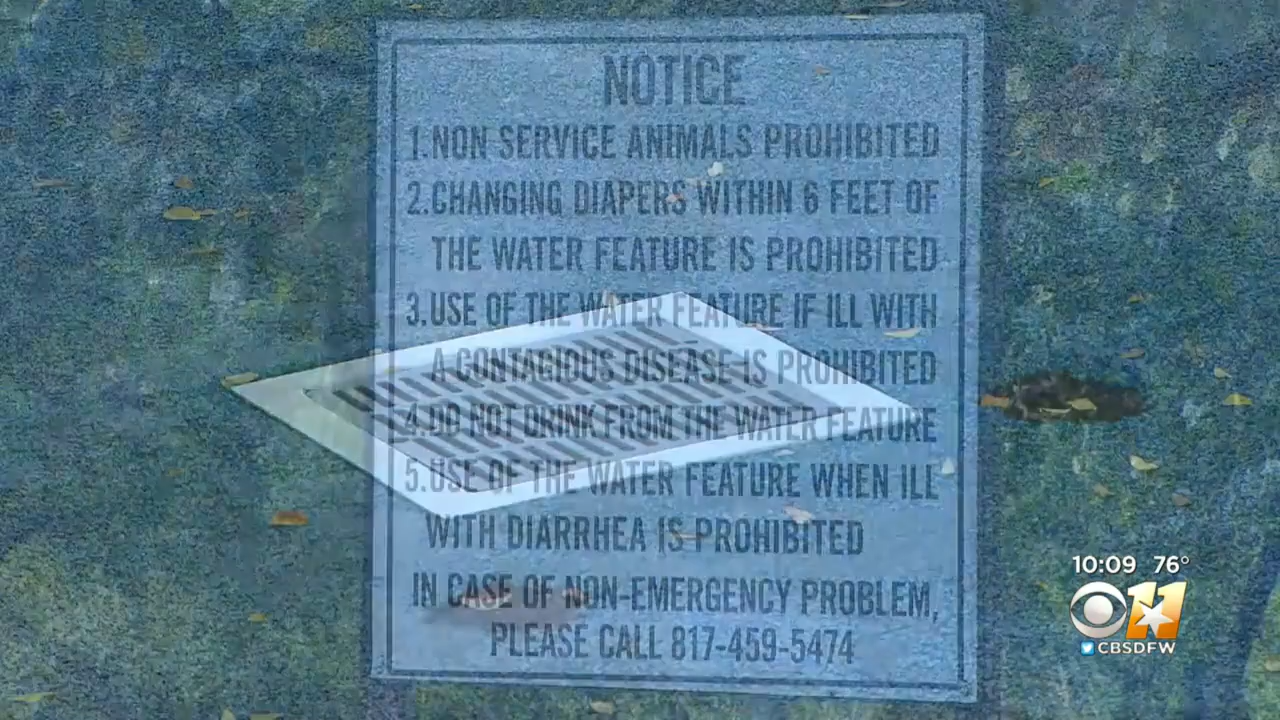 NOTICE
1. NON SERVICE ANIMALS PROHIBITED
2. CHANGING DIAPERS WITHIN 6 FEET OF
THE WATER FEATURE IS PROHIBITED
3. USE OF THE WATER FEATURE IF ILL WITH
A CONTAGIOUS DISEASE IS PROHIBITED
4. DO NOT DRINK FROM THE WATER FEATURE
5. USE OF THE WATER FEATURE WHEN ILL
WITH DIARRHEA IS PROHIBITED
IN CASE OF NON-EMERGENCY PROBLEM,
PLEASE CALL 817-459-5474
10:09 76°
11
CBSDFW